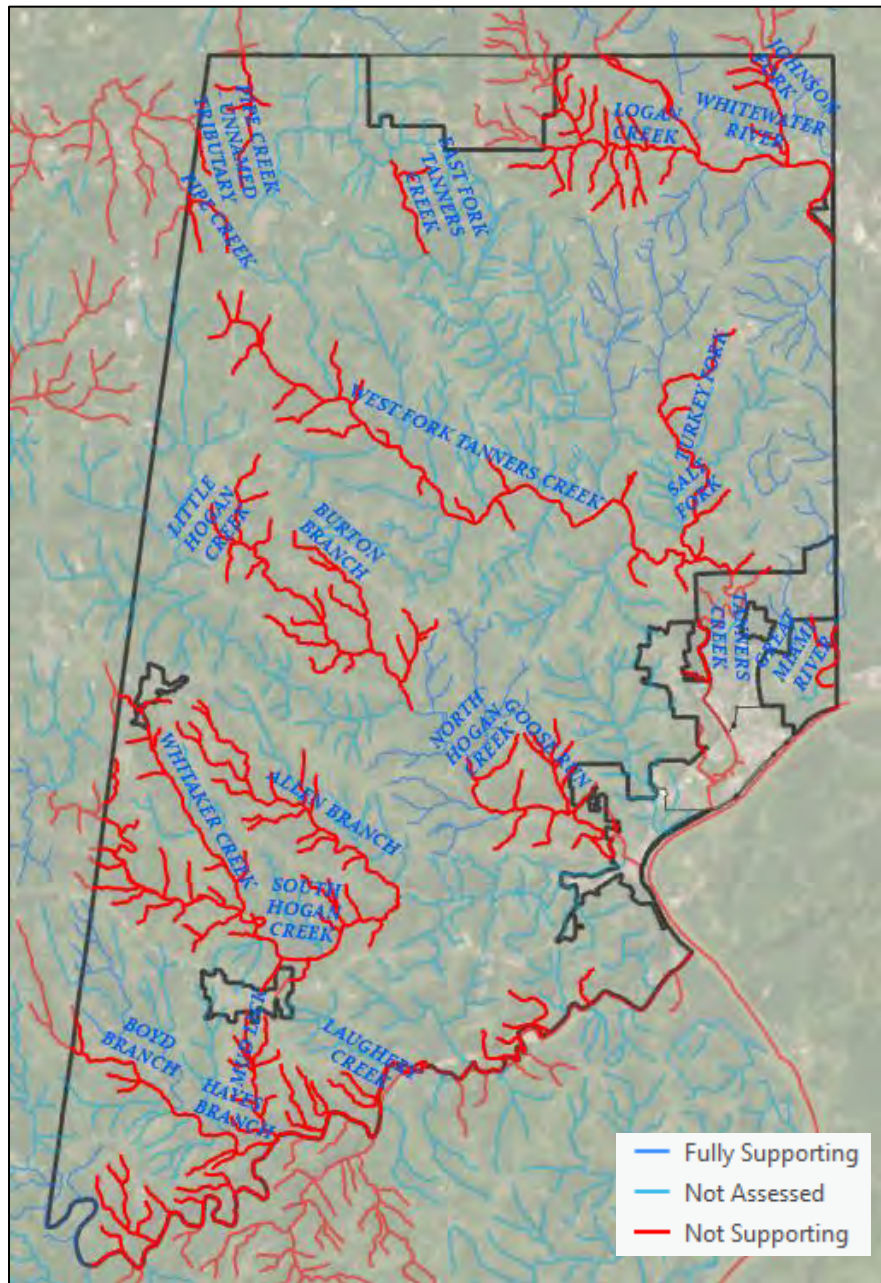 JOHNSON
FORK
WHITEWATER
RIVER
LOGAN
CREEK
PIPE CREEK
UNNAMED
TRIBUTARY
PIPE CREEK
EAST FORK
TANNERS
CREEK
TURKEY FORK
WEST FORK TANNERS CREEK
SALT
FORK
LITTLE
HOGAN
CREEK
BURTON
BRANCH
TANNERS
CREEK
GREAT
MIAMI
RIVER
NORTH
HOGAN
CREEK
GOOSE RUN
WHITAKER CREEK
ALLEN BRANCH
SOUTH
HOGAN
CREEK
BOYD
BRANCH
MUD LICK
HAYES
BRANCH
LAUGHERY
CREEK
Fully Supporting
Not Assessed
Not Supporting